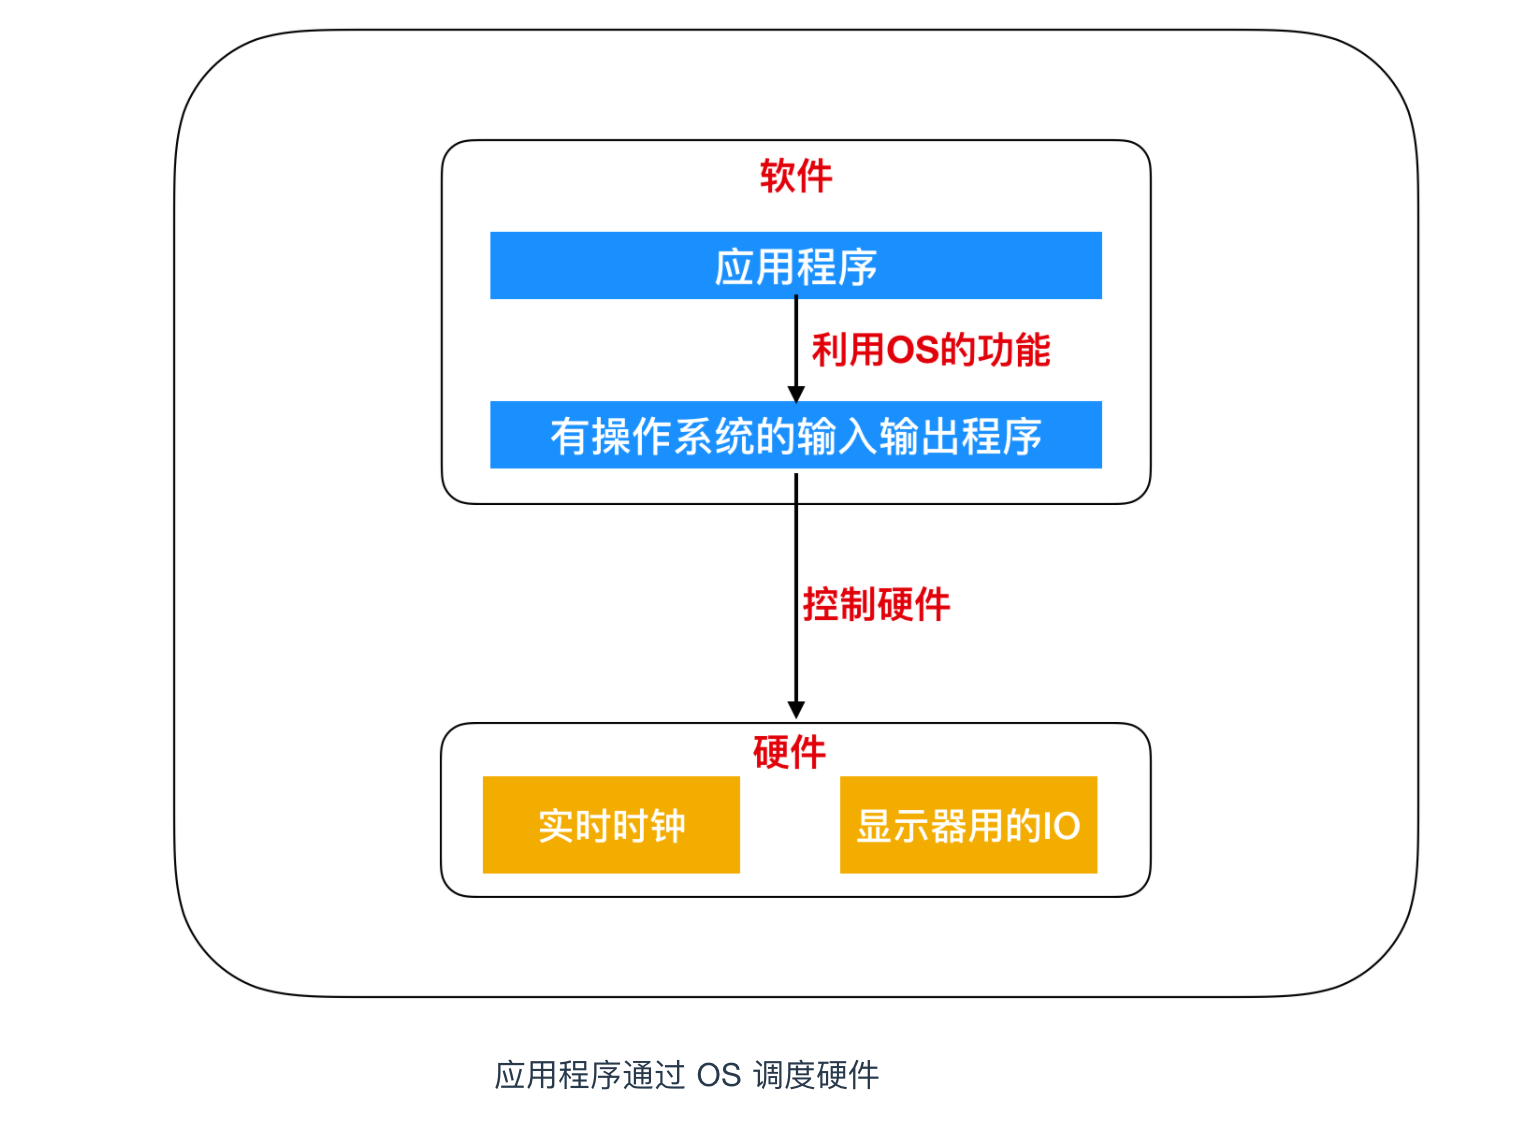 软件
应用程序
利用OS的功能
有操作系统的输入输出程序
控制硬件
硬件
实时时钟
显示器用的IO
应用程序通过 OS 调度硬件